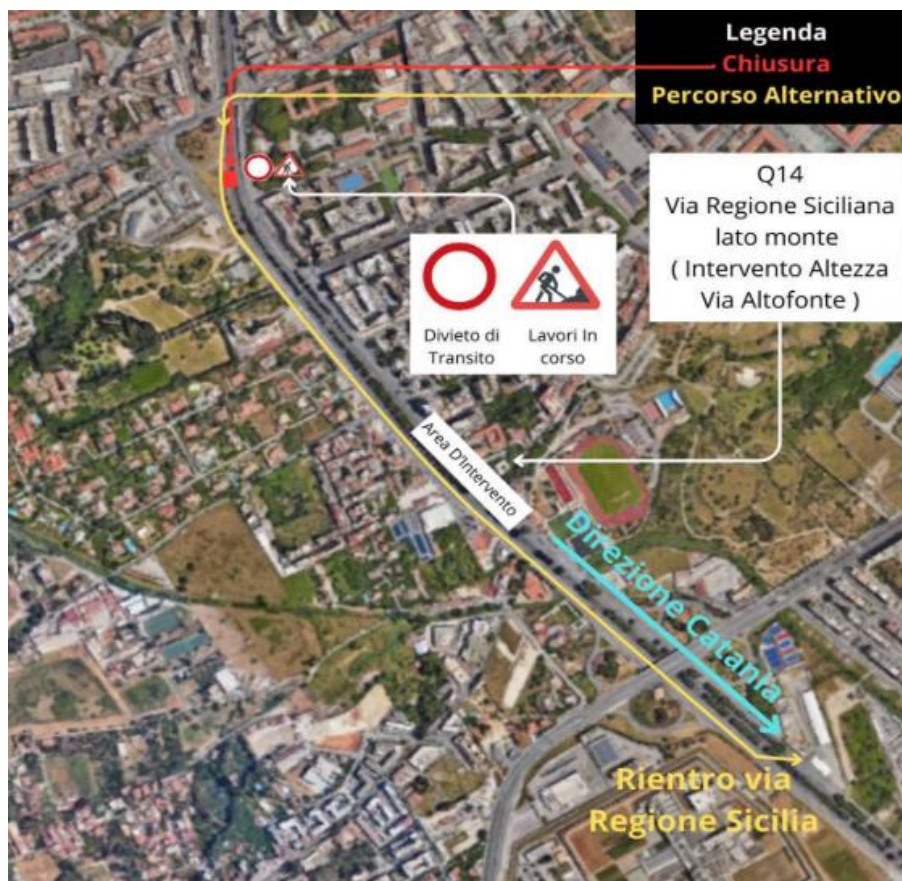 Legenda
Chiusura
Percorso Alternativo
Q14
Via Regione Siciliana
lato monte
( Intervento Altezza
Via Altofonte )
Divieto di
Transito
Lavori In
corso
Area D'Intervento
Direzione Catania
Rientro via
Regione Sicilia